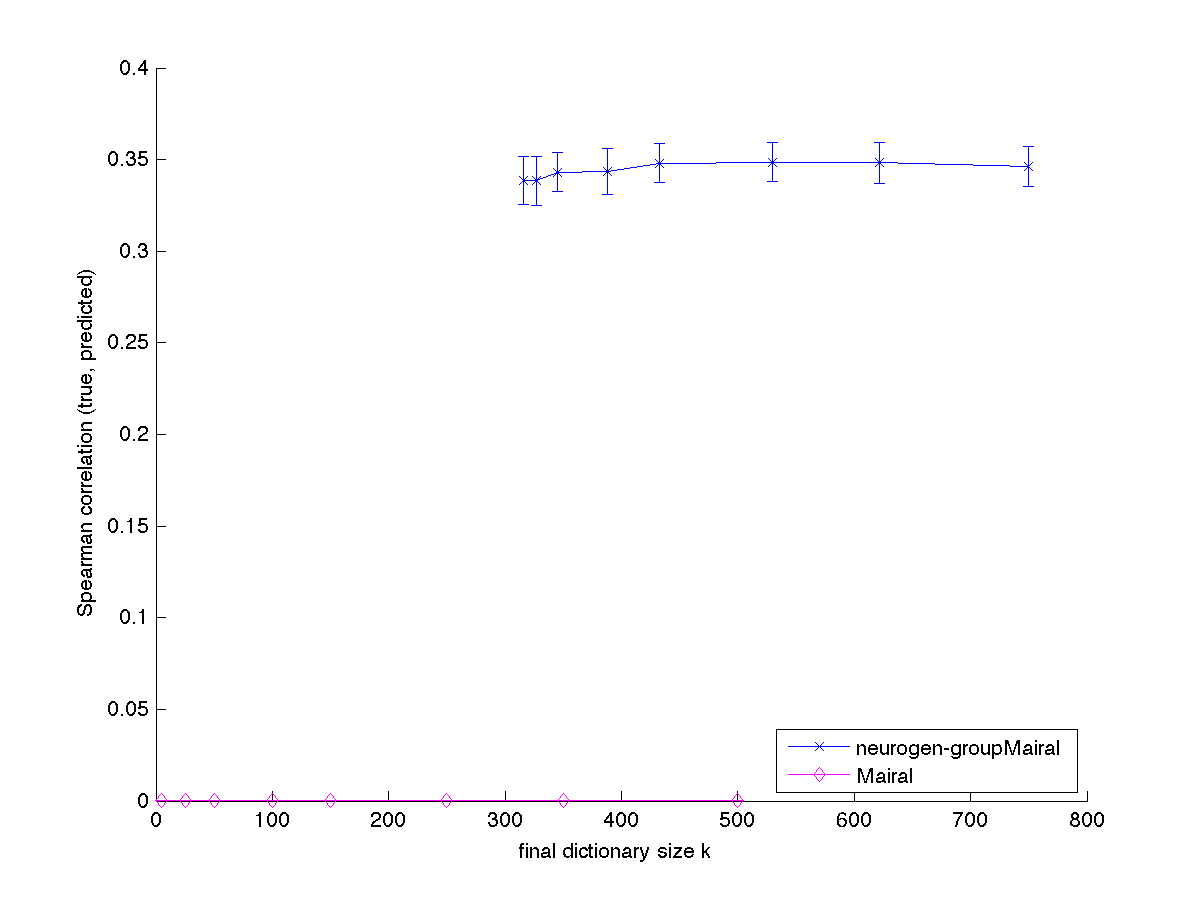 0.4
0.35
0.3
0.25
0.2
0.15
0.1
0.05
0
Spearman correlation (true, predicted)
neurogen-groupMairal
Mairal
0 100 200 300 400 500 600 700 800
final dictionary size k